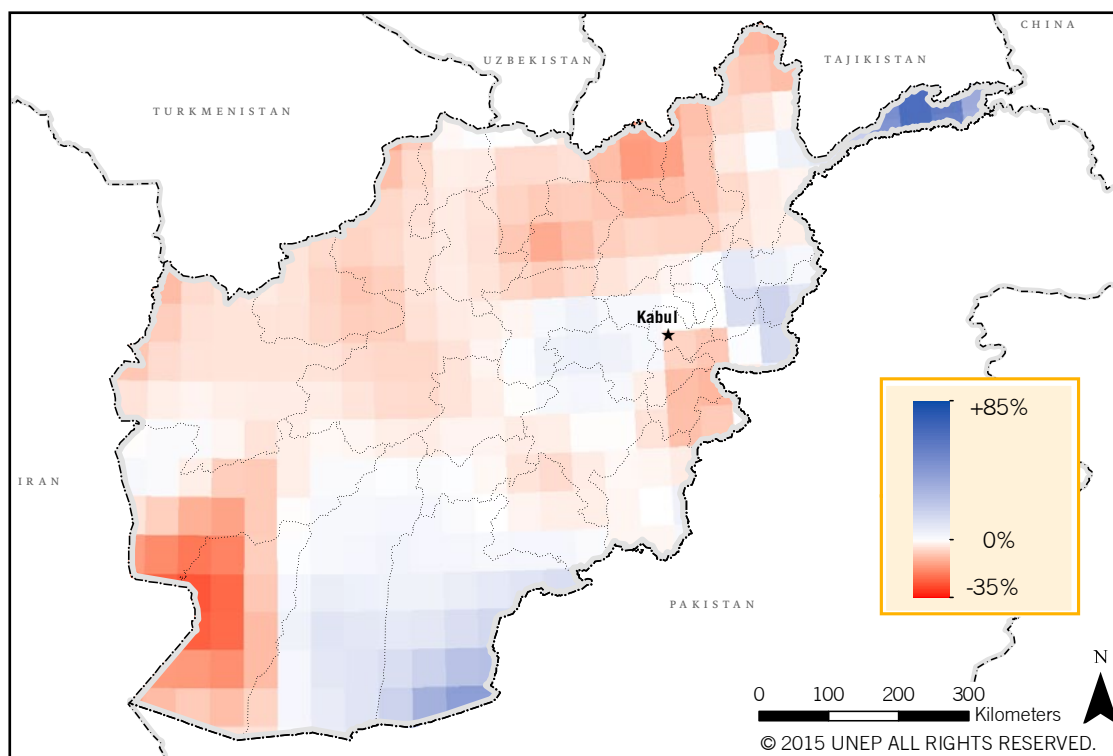 CHINA
UZBEKISTAN
TAJIKISTAN
TURKMENISTAN
Kabul
+85%
0%
-35%
IRAN
PAKISTAN
N
0 100 200 300
Kilometers
© 2015 UNEP ALL RIGHTS RESERVED.